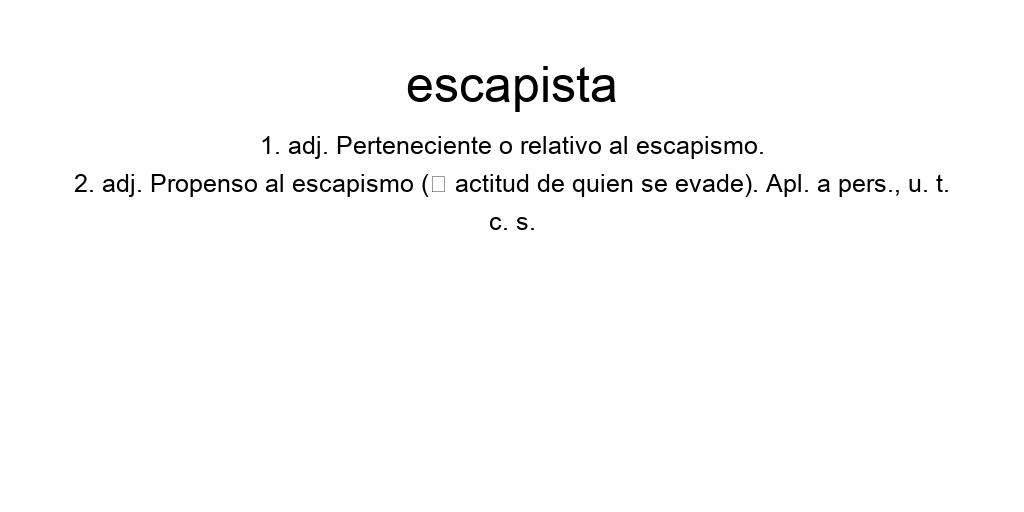 escapista
1. adj. Perteneciente o relativo al escapismo.
2. adj. Propenso al escapismo (￿ actitud de quien se evade). Apl. a pers., u. t.
c. s.